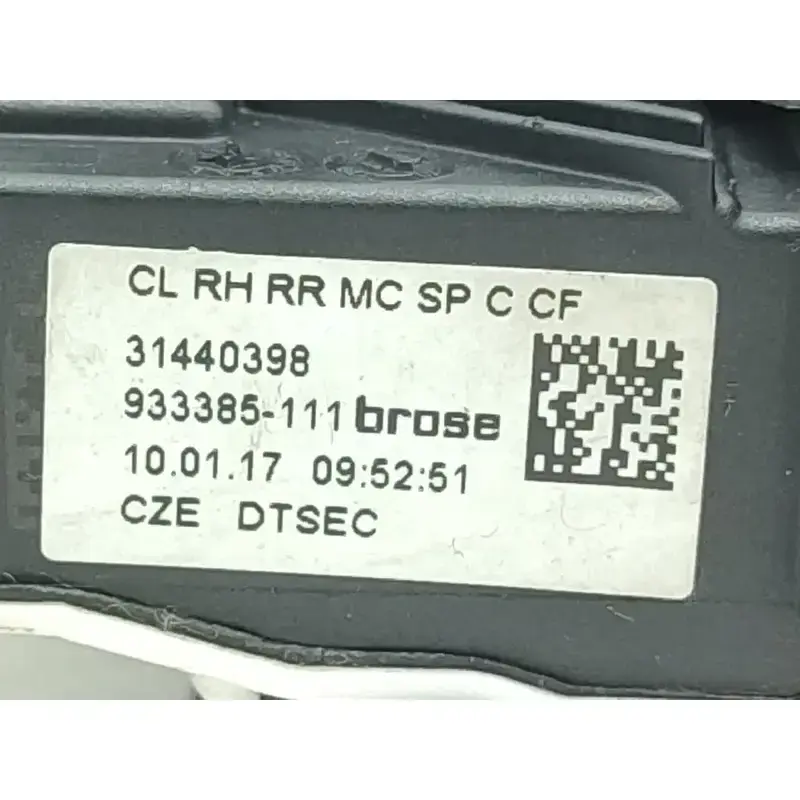 CL RH RR MC SP C CF
31440398
933385-111 brose
10.01.17 09:52:51
CZE DTSEC